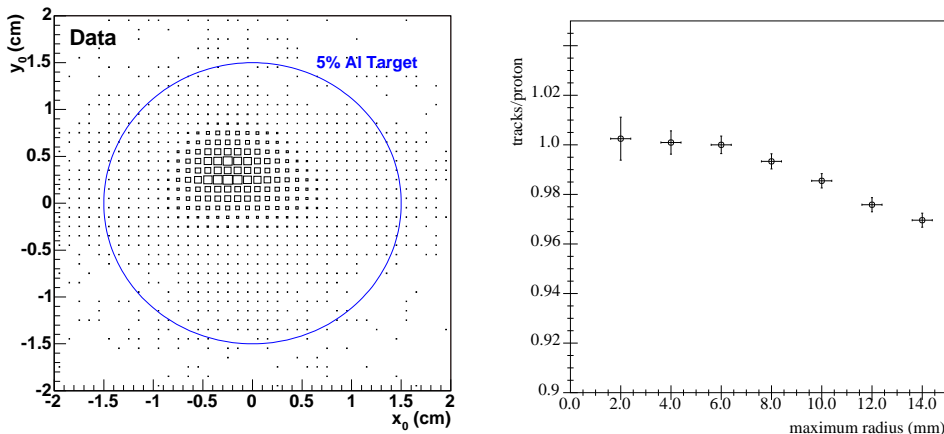 Data
5% Al Target
y0 (cm)
2
1.5
1
0.5
0
-0.5
-1
-1.5
-2
-2 -1.5 -1 -0.5 0 0.5 1 1.5 2
x0 (cm)
tracks/proton
1.02
1.0
0.98
0.96
0.94
0.92
0.9
0.0 2.0 4.0 6.0 8.0 10.0 12.0 14.0
maximum radius (mm)